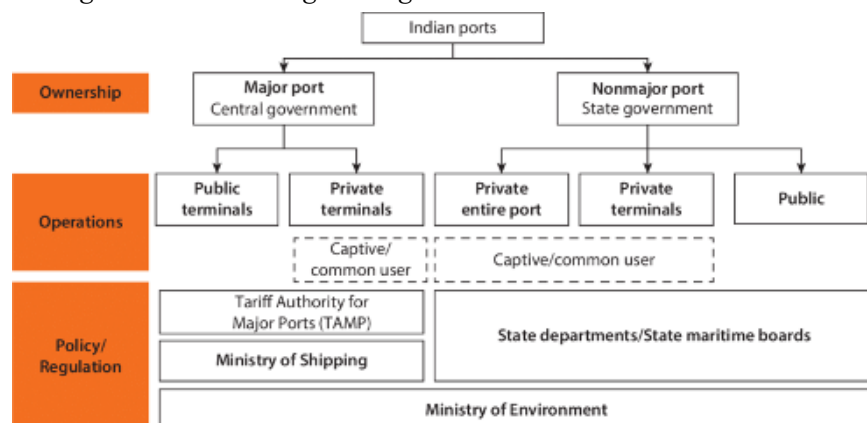 Indian ports
Ownership
Major port
Central government
Nonmajor port
State government
Operations
Public
terminals
Private
terminals
Private
entire port
Private
terminals
Public
Captive/
common user
Captive/common user
Policy/
Regulation
Tariff Authority for
Major Ports (TAMP)
Ministry of Shipping
State departments/State maritime boards
Ministry of Environment